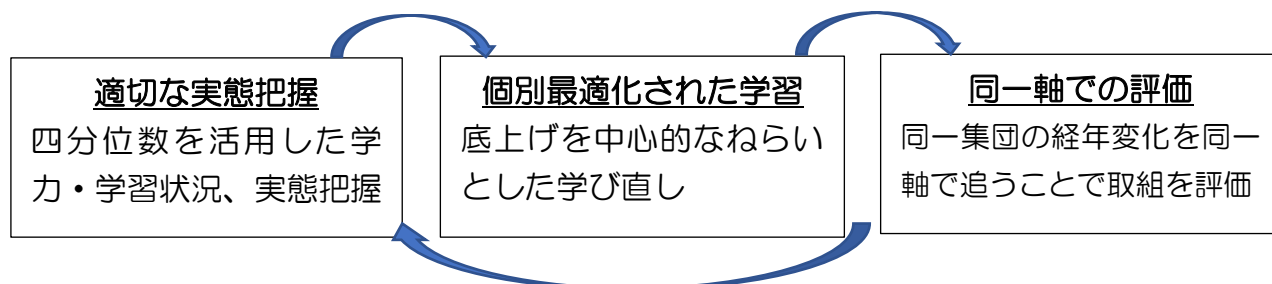 適切な実態把握
四分位数を活用した学
力・学習状況、実態把握
個別最適化された学習
底上げを中心的なねらい
とした学び直し
同一軸での評価
同一集団の経年変化を同一
軸で追うことで取組を評価